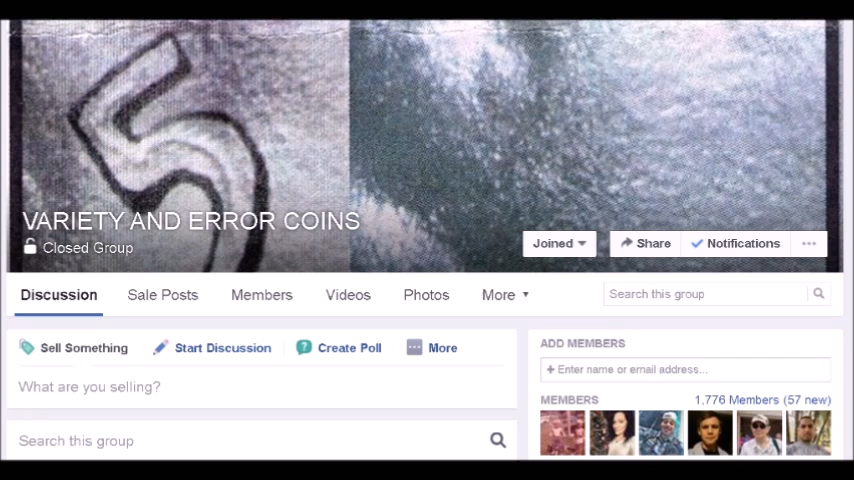 5
VARIETY AND ERROR COINS
Closed Group
Joined
Share
Notifications
Discussion
Sale Posts
Members
Videos
Photos
More
Search this group
Sell Something
Start Discussion
Create Poll
More
What are you selling?
Search this group
ADD MEMBERS
+ Enter name or email address...
MEMBERS
1,776 Members (57 new)